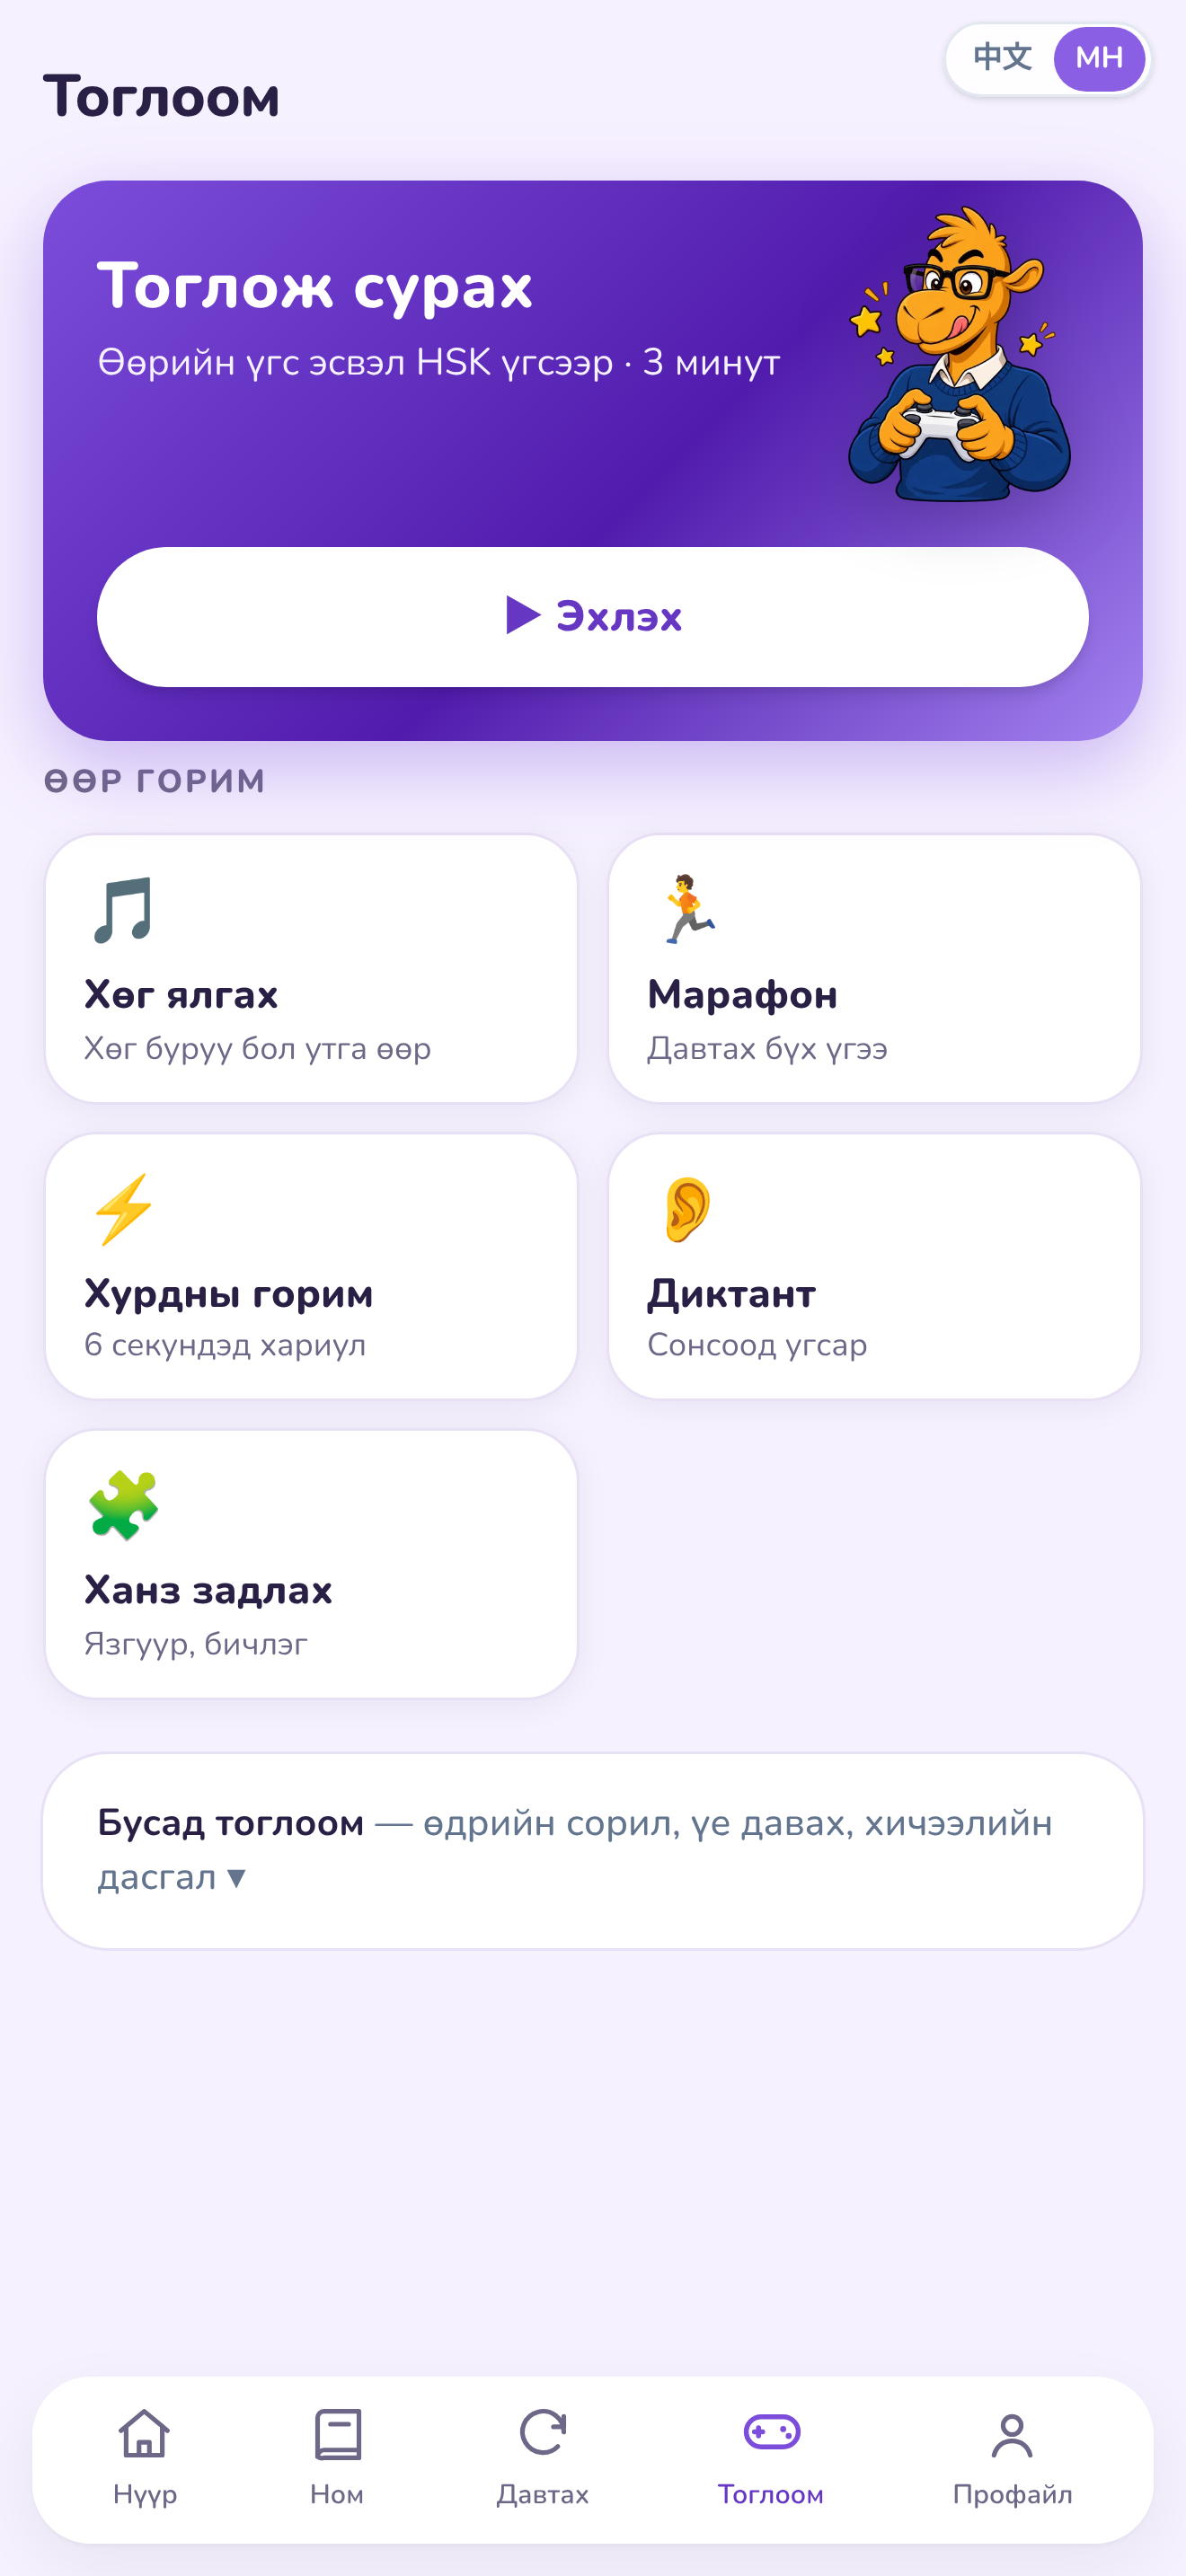 中文 МН
Тоглоом
Тоглож сурах
Өөрийн үгс эсвэл HSK үгсээр · 3 минут
▶ Эхлэх
ӨӨР ГОРИМ
Хөг ялгах
Хөг буруу бол утга өөр
Марафон
Давтах бүх үгээ
Хурдны горим
6 секундэд хариул
Диктант
Сонсоод угсар
Ханз задлах
Язгуур, бичлэг
Бусад тоглоом — өдрийн сорил, үе давах, хичээлийн
дасгал ▼
Нүүр Ном Давтах Тоглоом Профайл